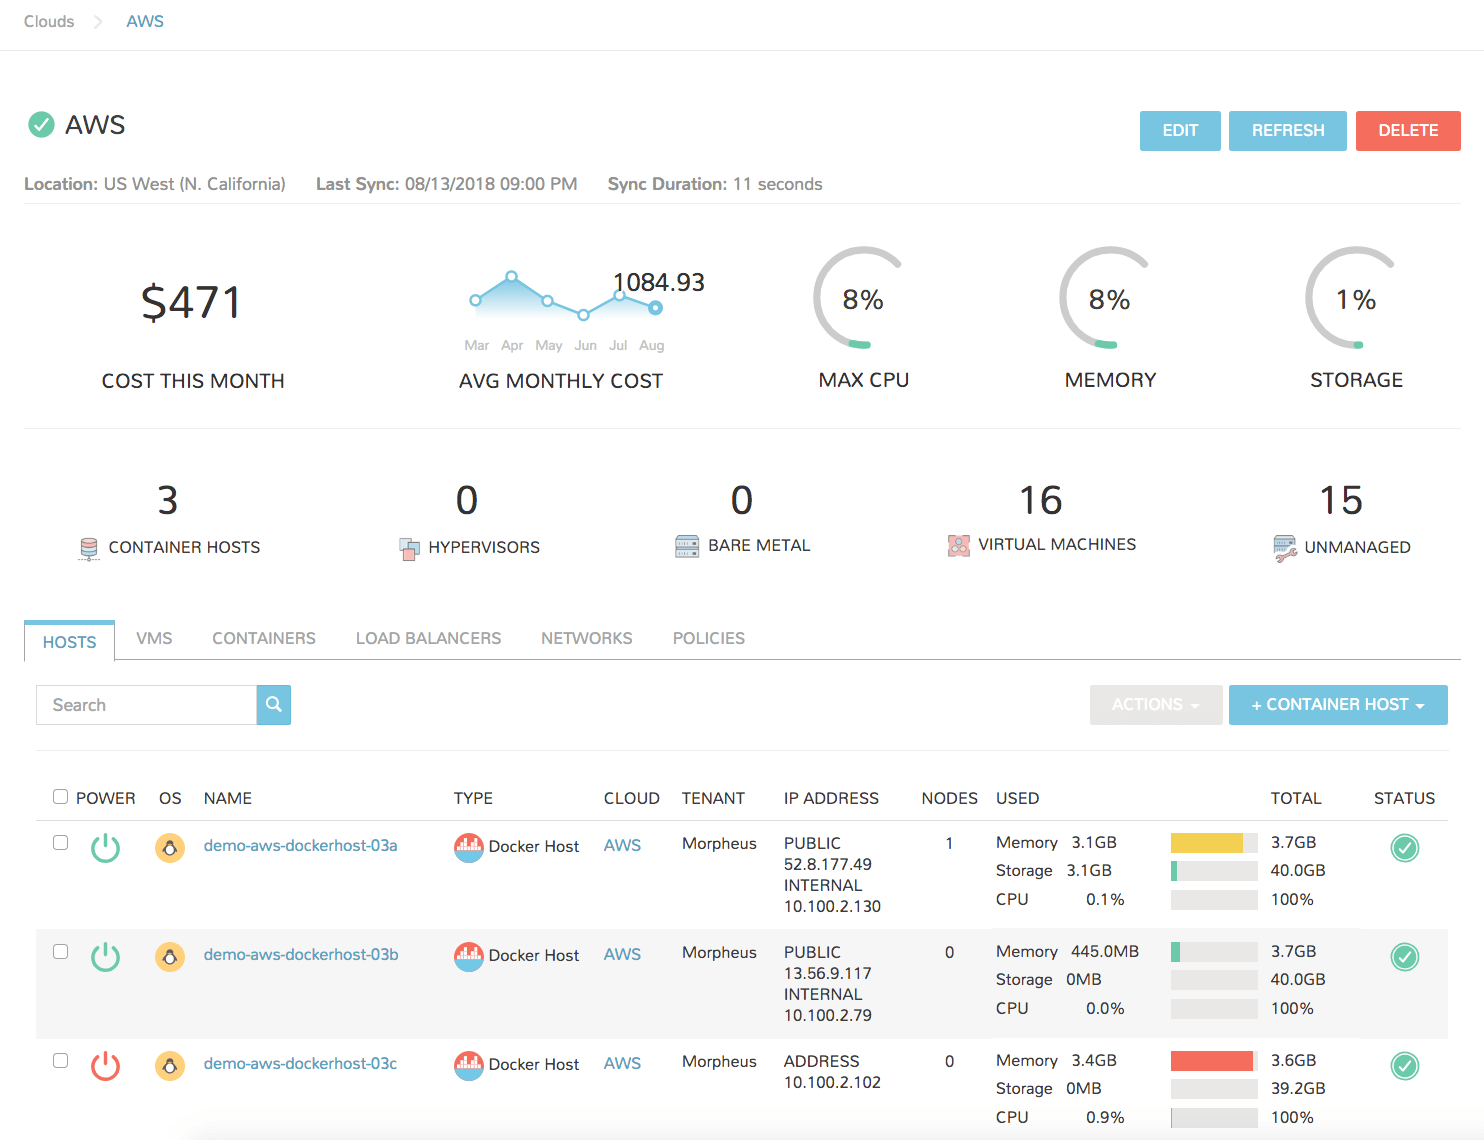 Clouds AWS
AWS
EDIT REFRESH DELETE
Location: US West (N. California) Last Sync: 08/13/2018 09:00 PM Sync Duration: 11 seconds
$471
COST THIS MONTH
1084.93
Mar Apr May Jun Jul Aug
AVG MONTHLY COST
8%
MAX CPU
8%
MEMORY
1%
STORAGE
3
CONTAINER HOSTS
0
HYPERVISORS
0
BARE METAL
16
VIRTUAL MACHINES
15
UNMANAGED
HOSTS VMS CONTAINERS LOAD BALANCERS NETWORKS POLICIES
Search ACTIONS + CONTAINER HOST
POWER OS NAME TYPE CLOUD TENANT IP ADDRESS NODES USED TOTAL STATUS
demo-aws-dockerhost-03a Docker Host AWS Morpheus PUBLIC 1 Memory 3.1GB 3.7GB
52.8.177.49 Storage 3.1GB 40.0GB
INTERNAL CPU 0.1% 100%
10.100.2.130
demo-aws-dockerhost-03b Docker Host AWS Morpheus PUBLIC 0 Memory 445.0MB 3.7GB
13.56.9.117 Storage 0MB 40.0GB
INTERNAL CPU 0.0% 100%
10.100.2.79
demo-aws-dockerhost-03c Docker Host AWS Morpheus ADDRESS 0 Memory 3.4GB 3.6GB
10.100.2.102 Storage 0MB 39.2GB
CPU 0.9% 100%